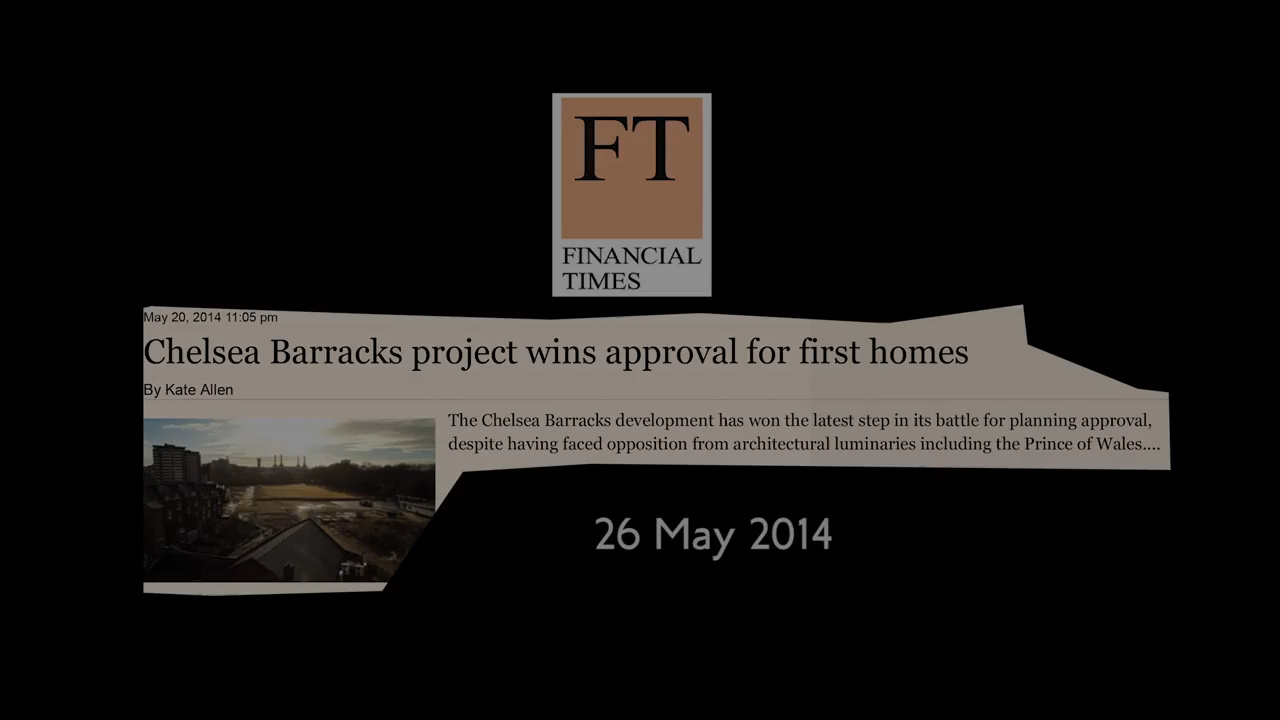 FT
FINANCIAL
TIMES
May 20, 2014 11:05 pm
Chelsea Barracks project wins approval for first homes
By Kate Allen
The Chelsea Barracks development has won the latest step in its battle for planning approval,
despite having faced opposition from architectural luminaries including the Prince of Wales....
26 May 2014